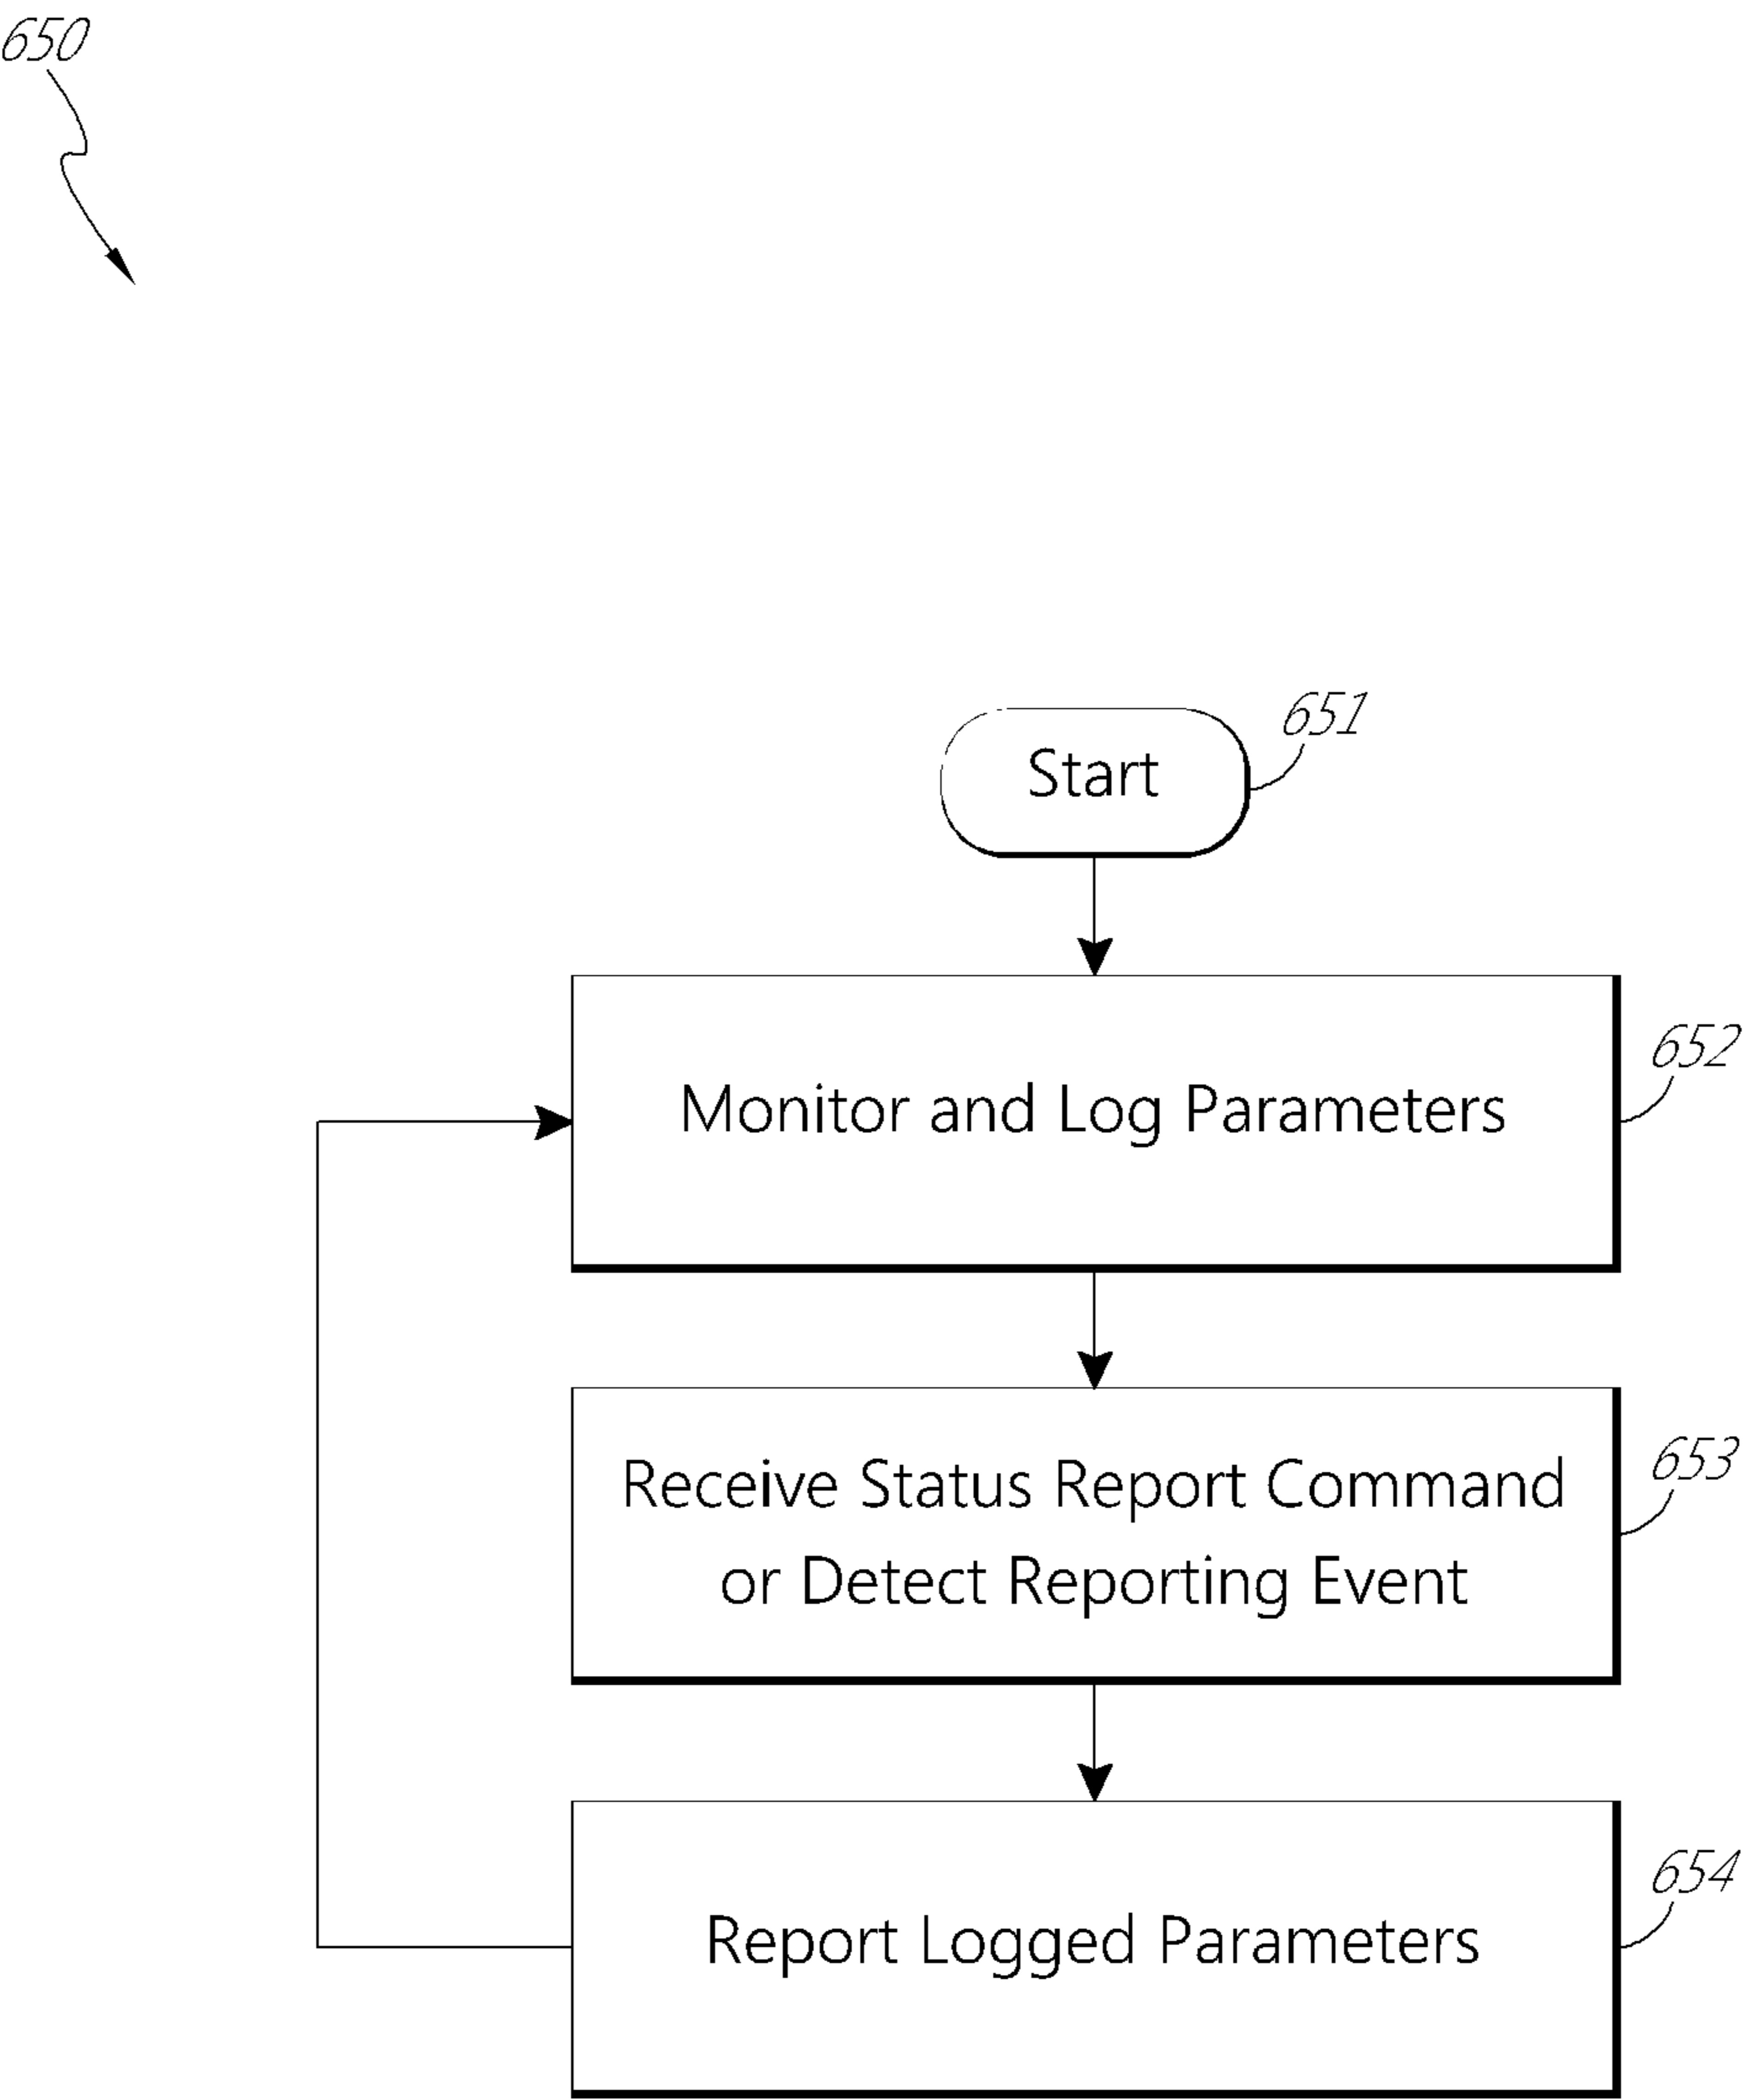 650
651
Start
652
Monitor and Log Parameters
653
Receive Status Report Command
or Detect Reporting Event
654
Report Logged Parameters